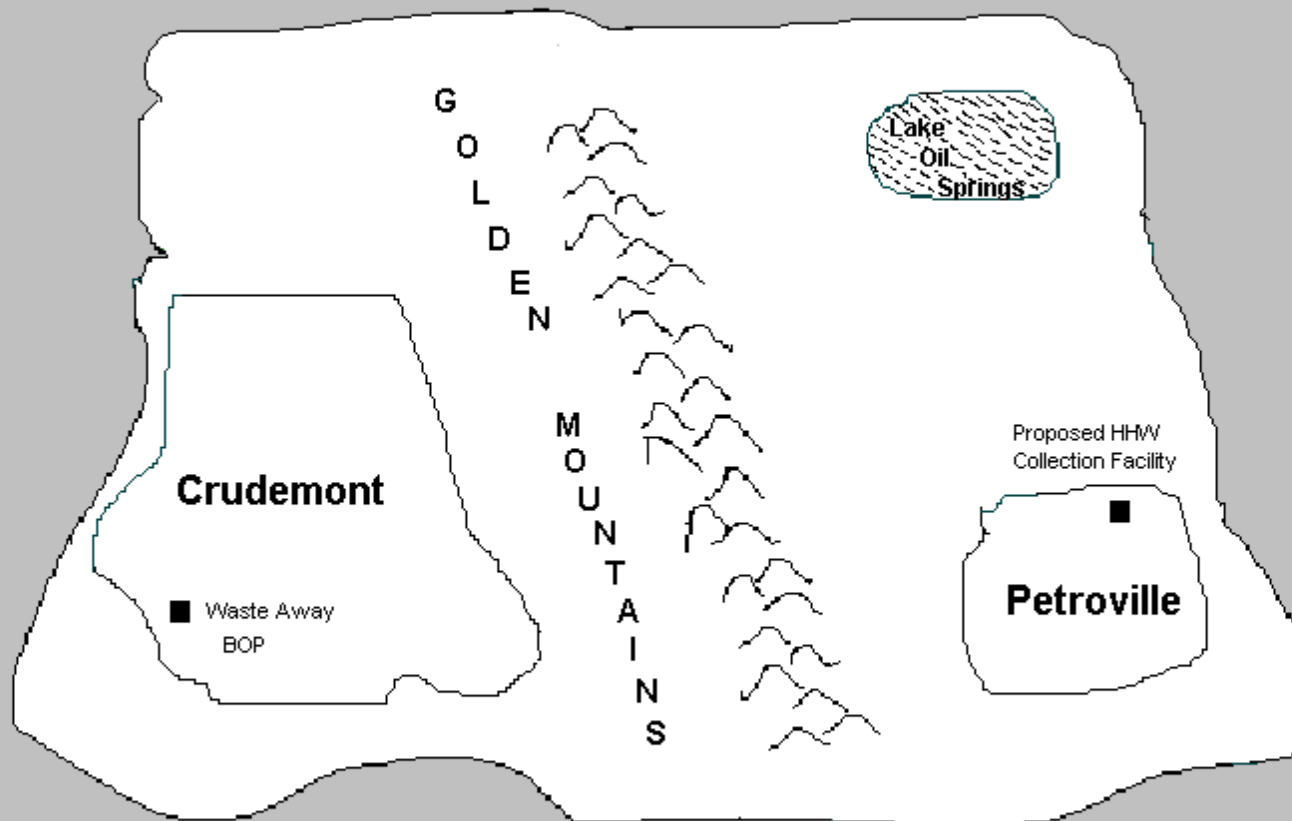 GOLDEN
MOUNTAINS
Lake
Oil
Springs
Crudemont
Waste Away
BOP
Proposed HHW
Collection Facility
Petroville